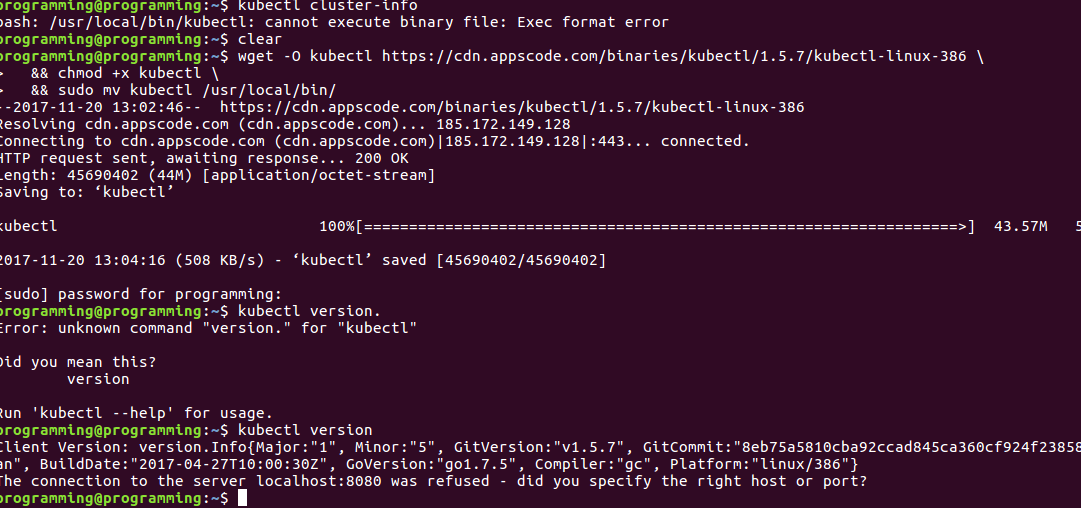 programming@programming:~$ kubectl cluster-info
bash: /usr/local/bin/kubectl: cannot execute binary file: Exec format error
programming@programming:~$ clear
programming@programming:~$ wget -O kubectl https://cdn.appscode.com/binaries/kubectl/1.5.7/kubectl-linux-386 \
>   && chmod +x kubectl \
>   && sudo mv kubectl /usr/local/bin/
--2017-11-20 13:02:46--  https://cdn.appscode.com/binaries/kubectl/1.5.7/kubectl-linux-386
Resolving cdn.appscode.com (cdn.appscode.com)... 185.172.149.128
Connecting to cdn.appscode.com (cdn.appscode.com)|185.172.149.128|:443... connected.
HTTP request sent, awaiting response... 200 OK
Length: 45690402 (44M) [application/octet-stream]
Saving to: ‘kubectl’
kubectl                             100%[==================================================================>]  43.57M   5
2017-11-20 13:04:16 (508 KB/s) - ‘kubectl’ saved [45690402/45690402]
[sudo] password for programming:
programming@programming:~$ kubectl version.
Error: unknown command "version." for "kubectl"
Did you mean this?
        version
Run 'kubectl --help' for usage.
programming@programming:~$ kubectl version
Client Version: version.Info{Major:"1", Minor:"5", GitVersion:"v1.5.7", GitCommit:"8eb75a5810cba92ccad845ca360cf924f2385
an", BuildDate:"2017-04-27T10:00:30Z", GoVersion:"go1.7.5", Compiler:"gc", Platform:"linux/386"}
The connection to the server localhost:8080 was refused - did you specify the right host or port?
programming@programming:~$